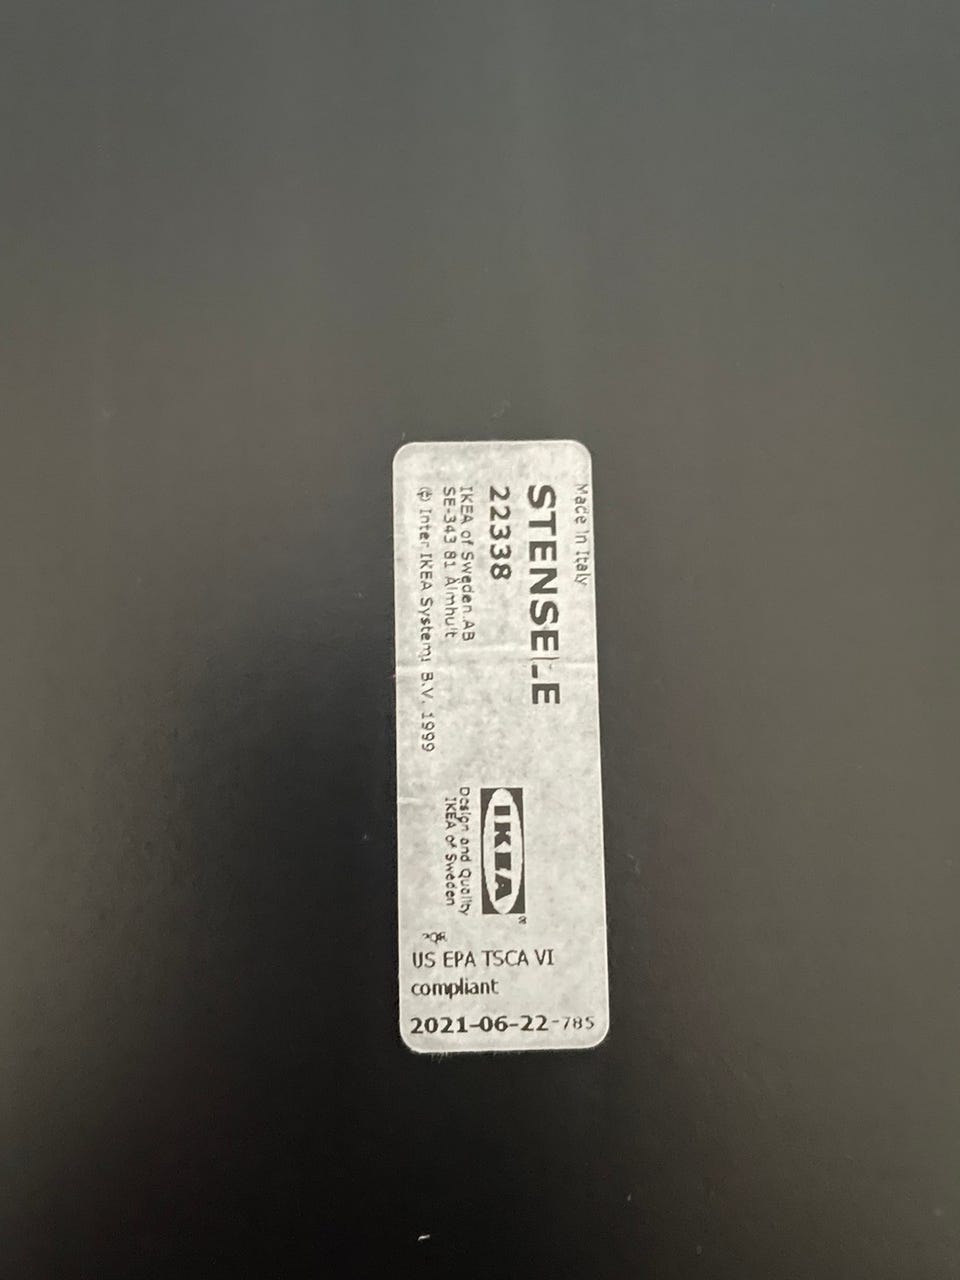 Made in Italy
STENSELE
22338
IKEA of Sweden AB
SE-343 81 Älmhult
© Inter IKEA Systems B.V. 1999
IKEA®
Design and Quality
IKEA of Sweden
US EPA TSCA VI
compliant
2021-06-22-785